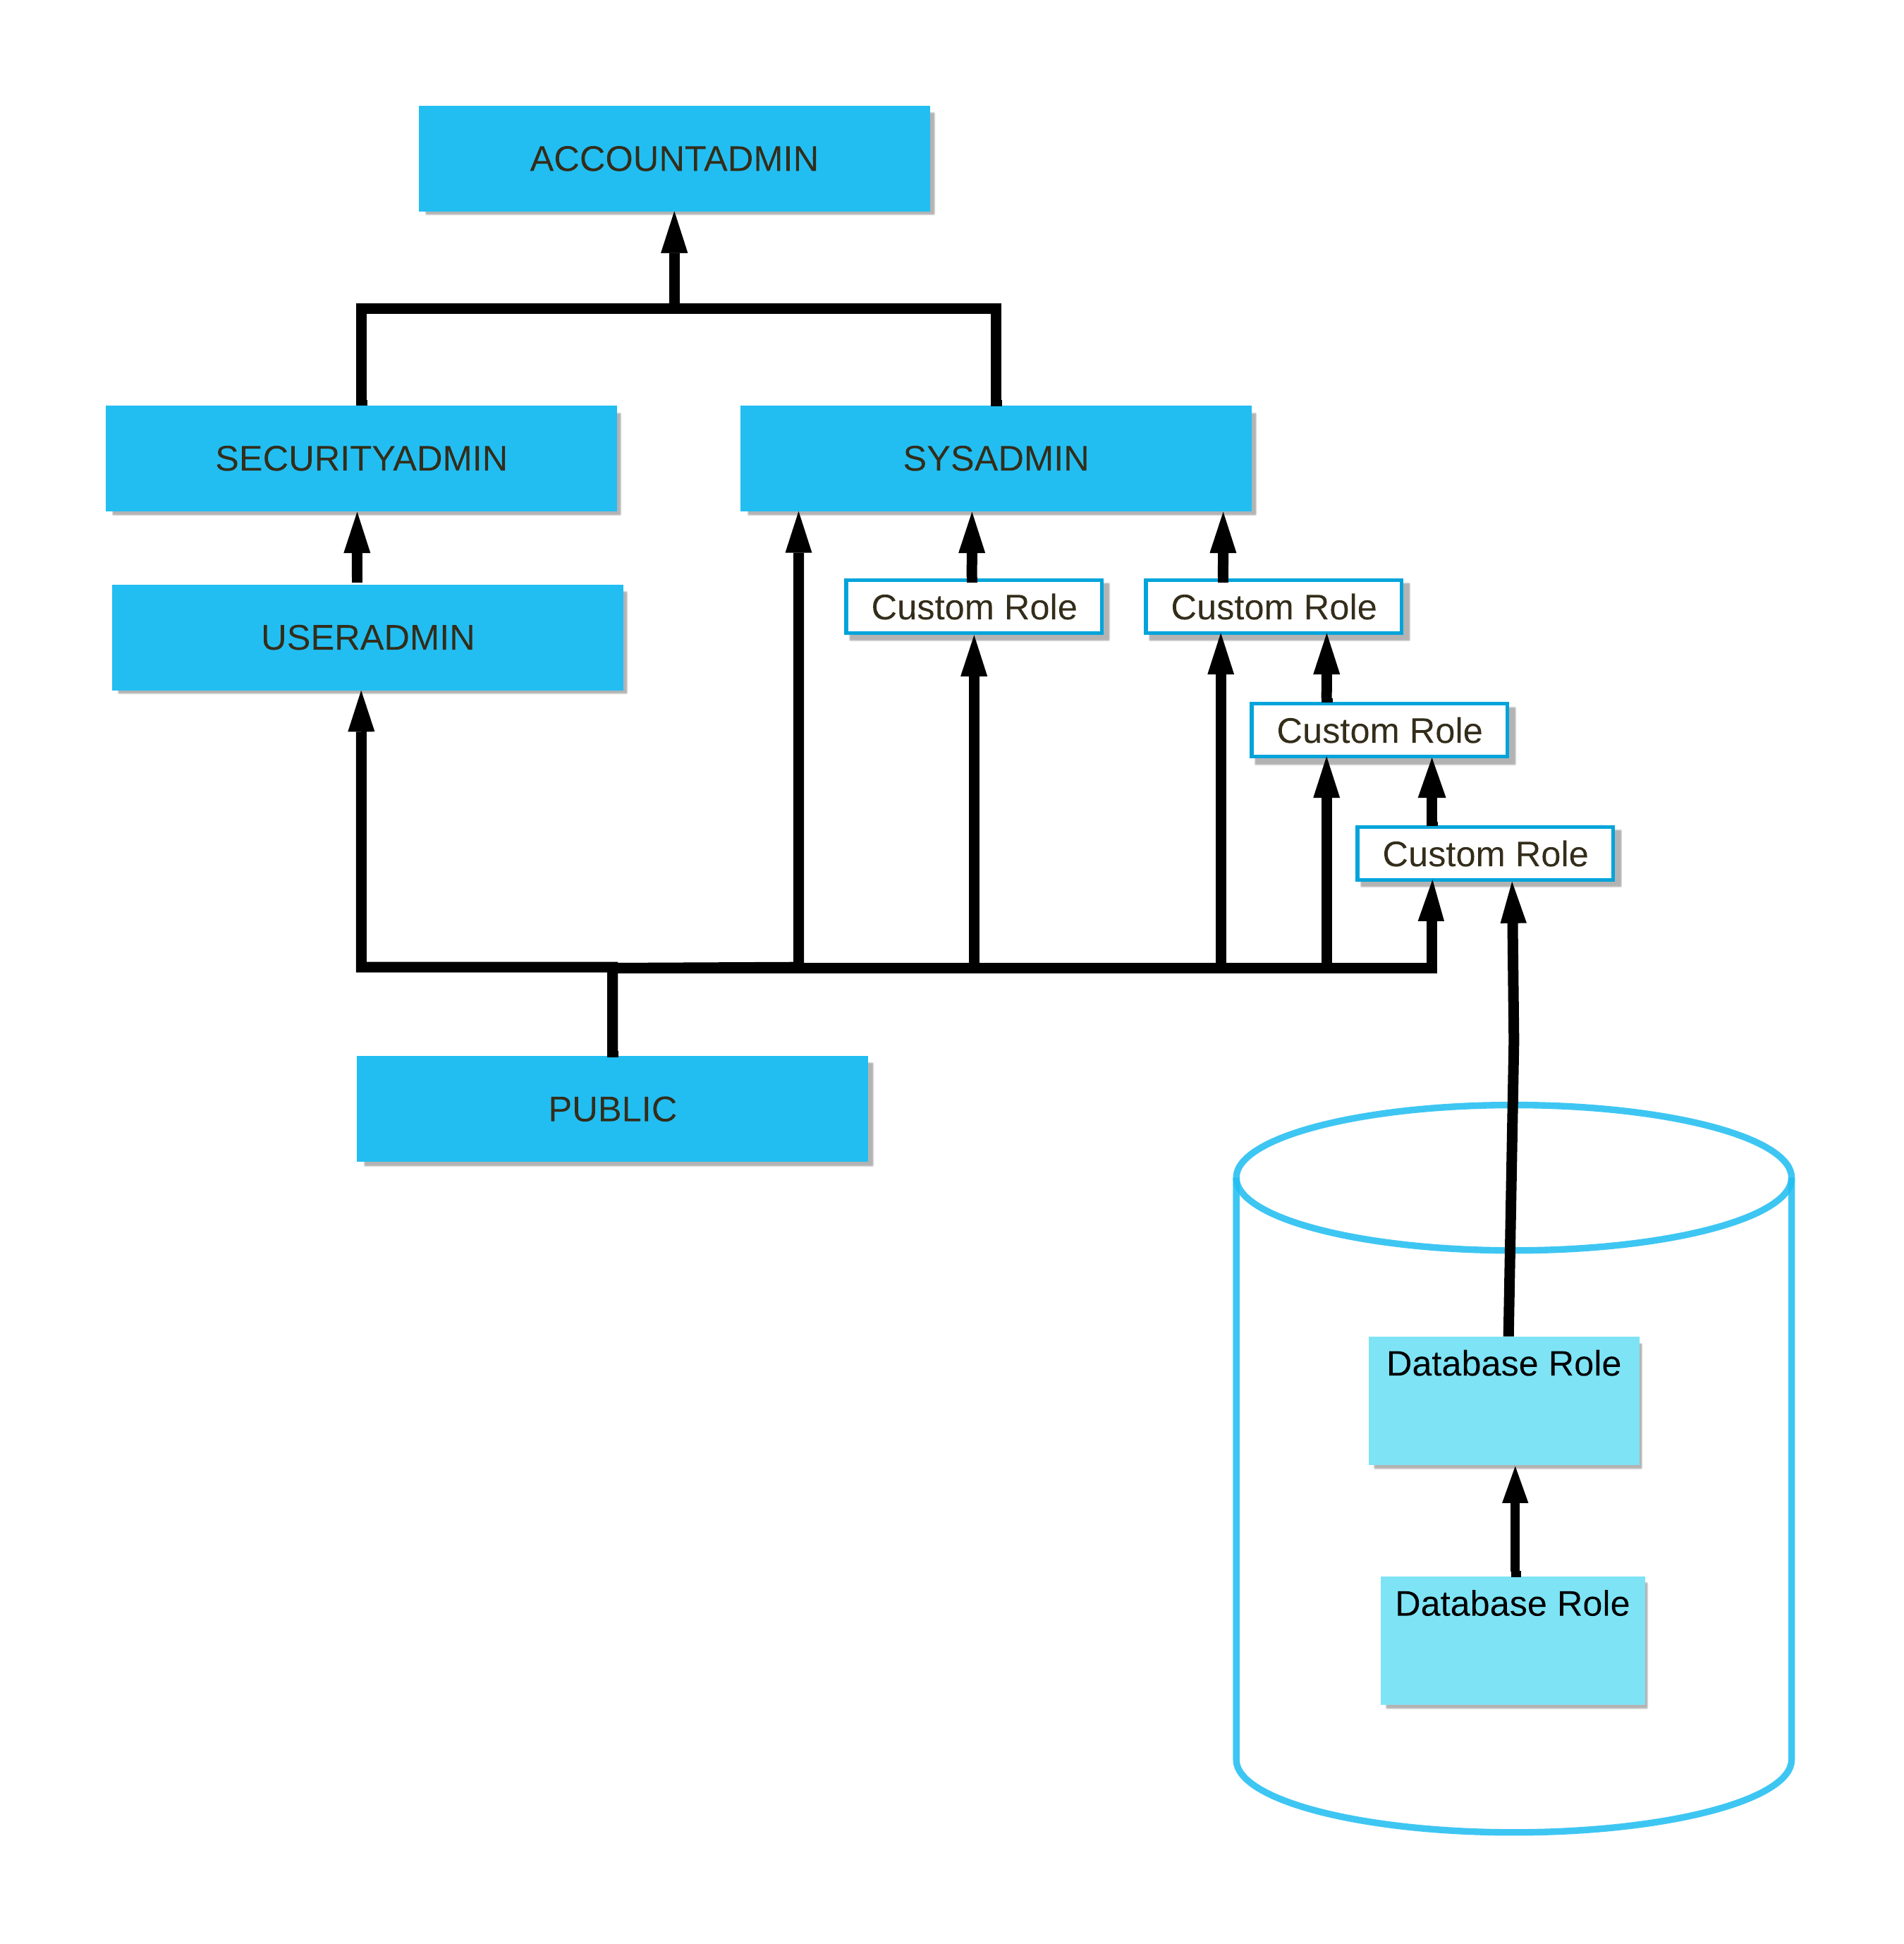 ACCOUNTADMIN
SECURITYADMIN
SYSADMIN
Custom Role
Custom Role
USERADMIN
Custom Role
Custom Role
PUBLIC
Database Role
Database Role